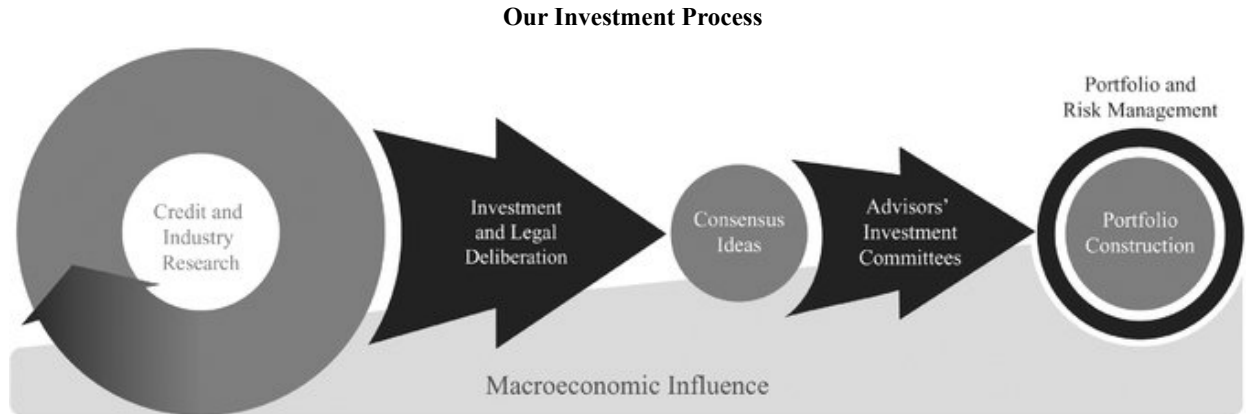 Our Investment Process
Credit and
Industry
Research
Investment
and Legal
Deliberation
Consensus
Ideas
Advisors'
Investment
Committees
Portfolio and
Risk Management
Portfolio
Construction
Macroeconomic Influence